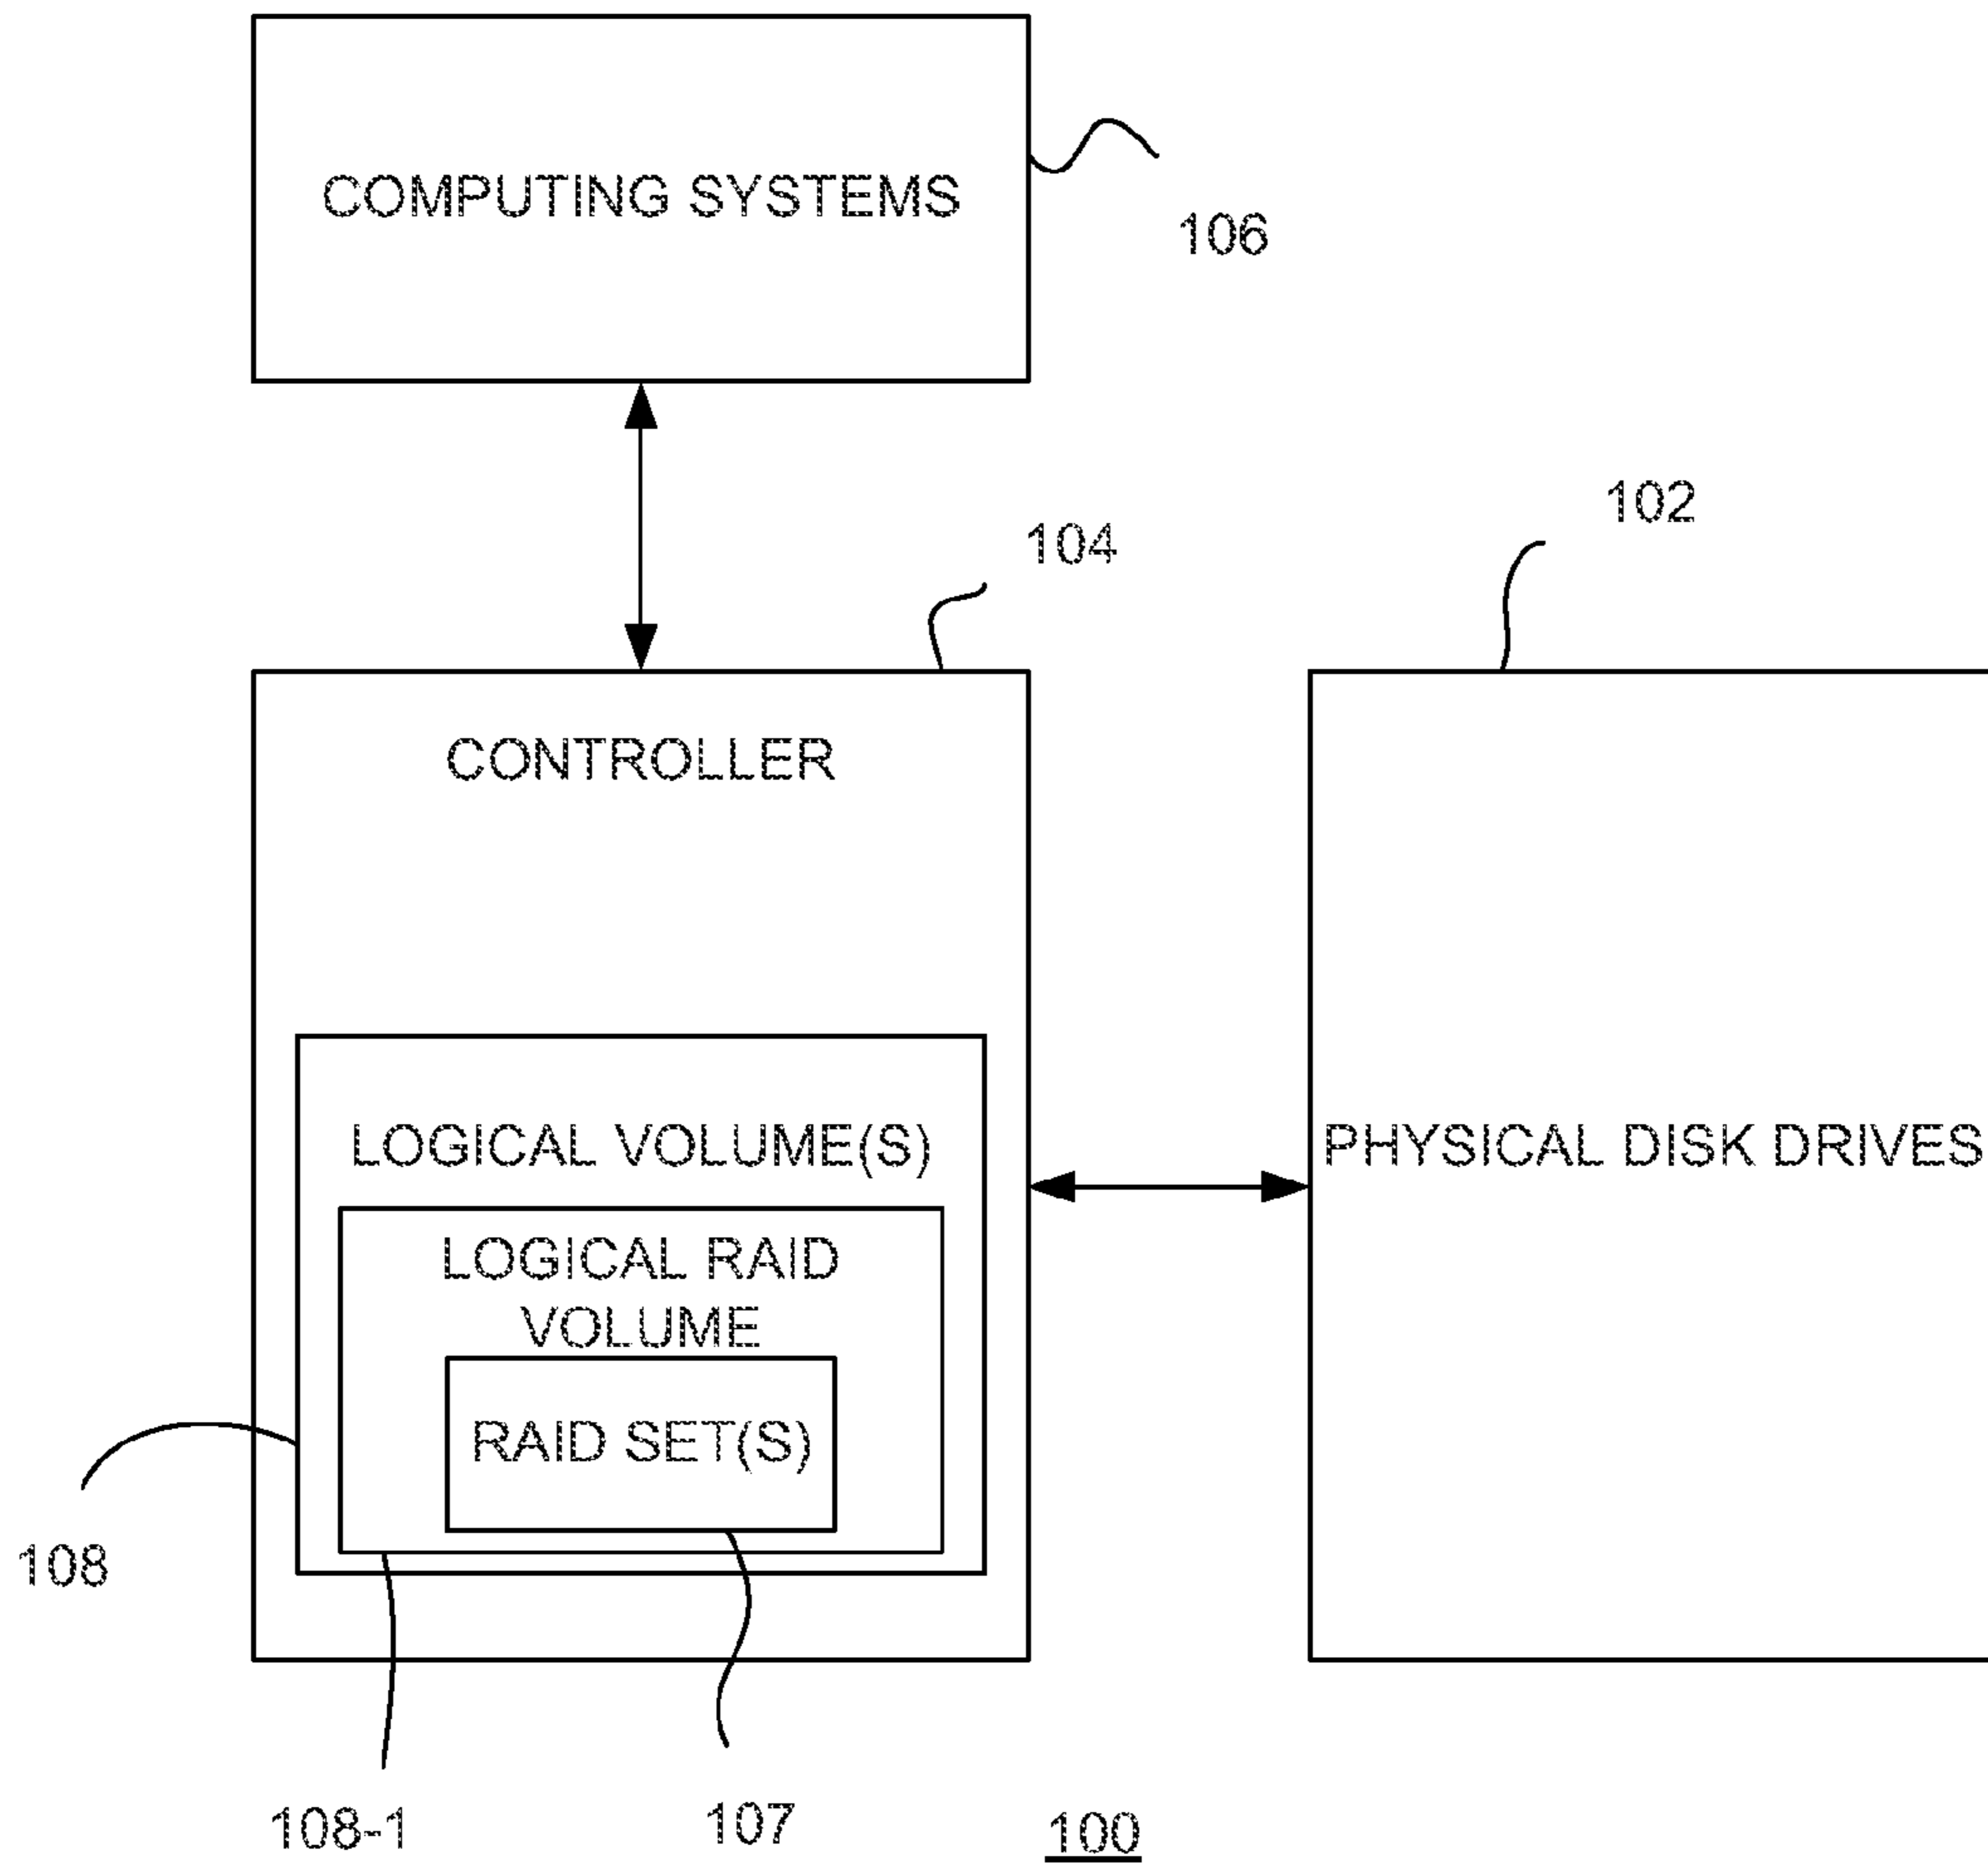 COMPUTING SYSTEMS
106
104
102
CONTROLLER
LOGICAL VOLUME(S)
PHYSICAL DISK DRIVES
LOGICAL RAID
VOLUME
RAID SET(S)
108
108-1
107
100